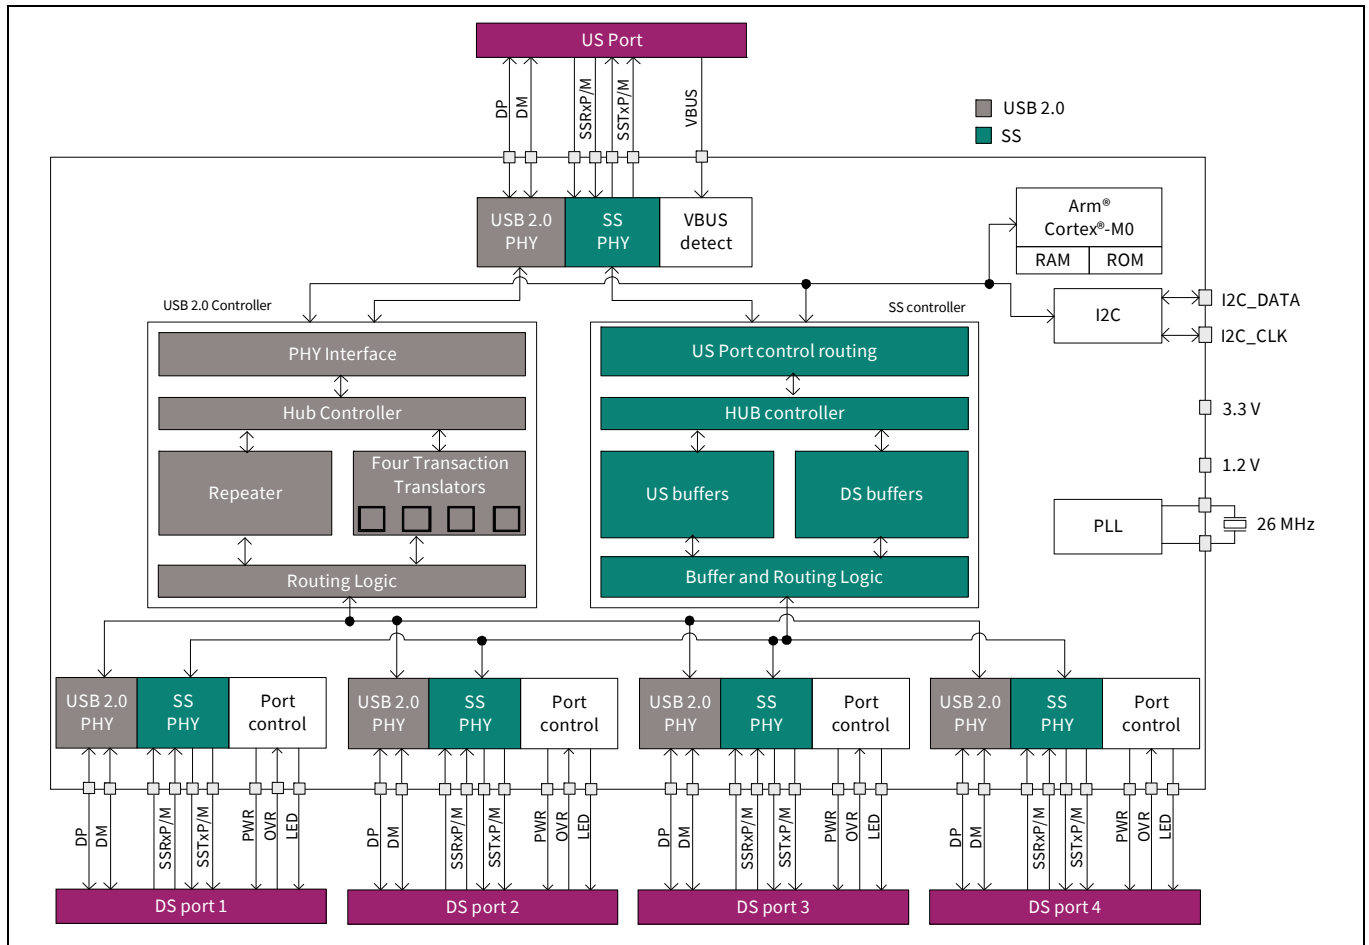 US Port
DP
DM
SSRxP/M
SSTxP/M
VBUS
USB 2.0
SS
USB 2.0
PHY
SS
PHY
VBUS
detect
Arm®
Cortex®-M0
RAM
ROM
I2C
I2C_DATA
I2C_CLK
3.3 V
1.2 V
PLL
26 MHz
USB 2.0 Controller
PHY Interface
Hub Controller
Repeater
Four Transaction
Translators
Routing Logic
SS controller
US Port control routing
HUB controller
US buffers
DS buffers
Buffer and Routing Logic
USB 2.0
PHY
SS
PHY
Port
control
DP
DM
SSRxP/M
SSTxP/M
PWR
OVR
LED
DS port 1
USB 2.0
PHY
SS
PHY
Port
control
DP
DM
SSRxP/M
SSTxP/M
PWR
OVR
LED
DS port 2
USB 2.0
PHY
SS
PHY
Port
control
DP
DM
SSRxP/M
SSTxP/M
PWR
OVR
LED
DS port 3
USB 2.0
PHY
SS
PHY
Port
control
DP
DM
SSRxP/M
SSTxP/M
PWR
OVR
LED
DS port 4